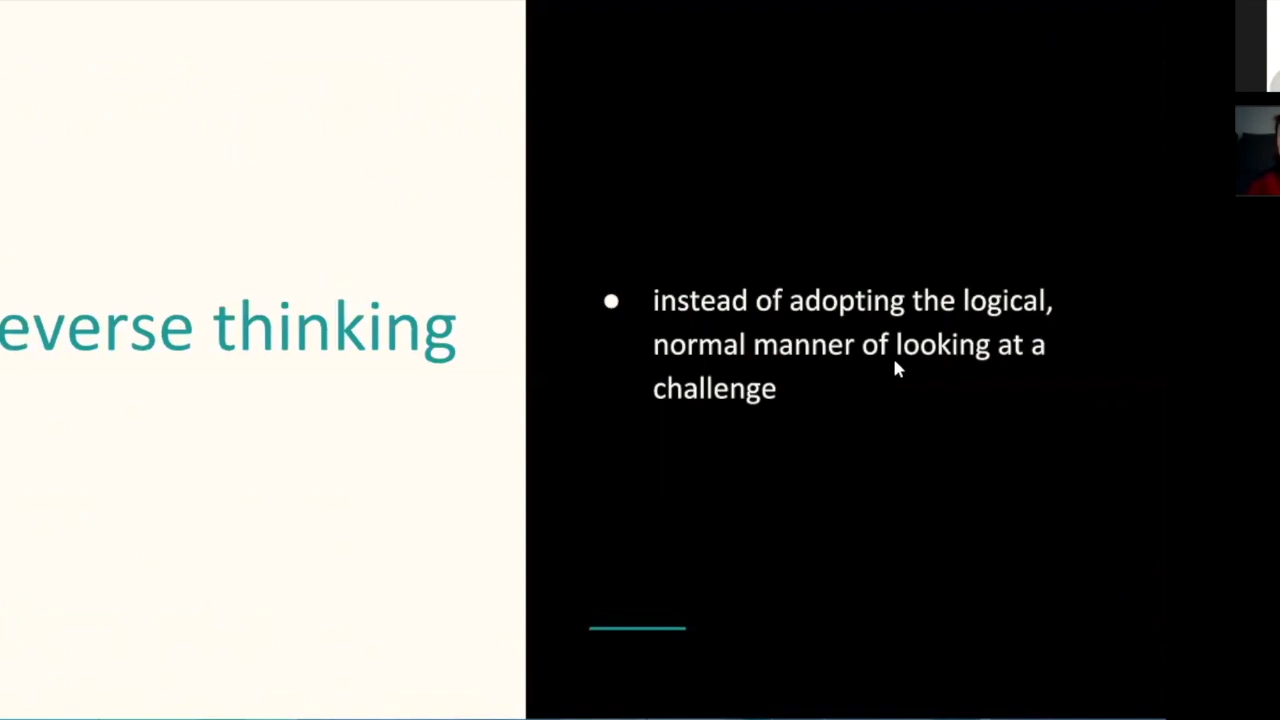 everse thinking
● instead of adopting the logical,
normal manner of looking at a
challenge